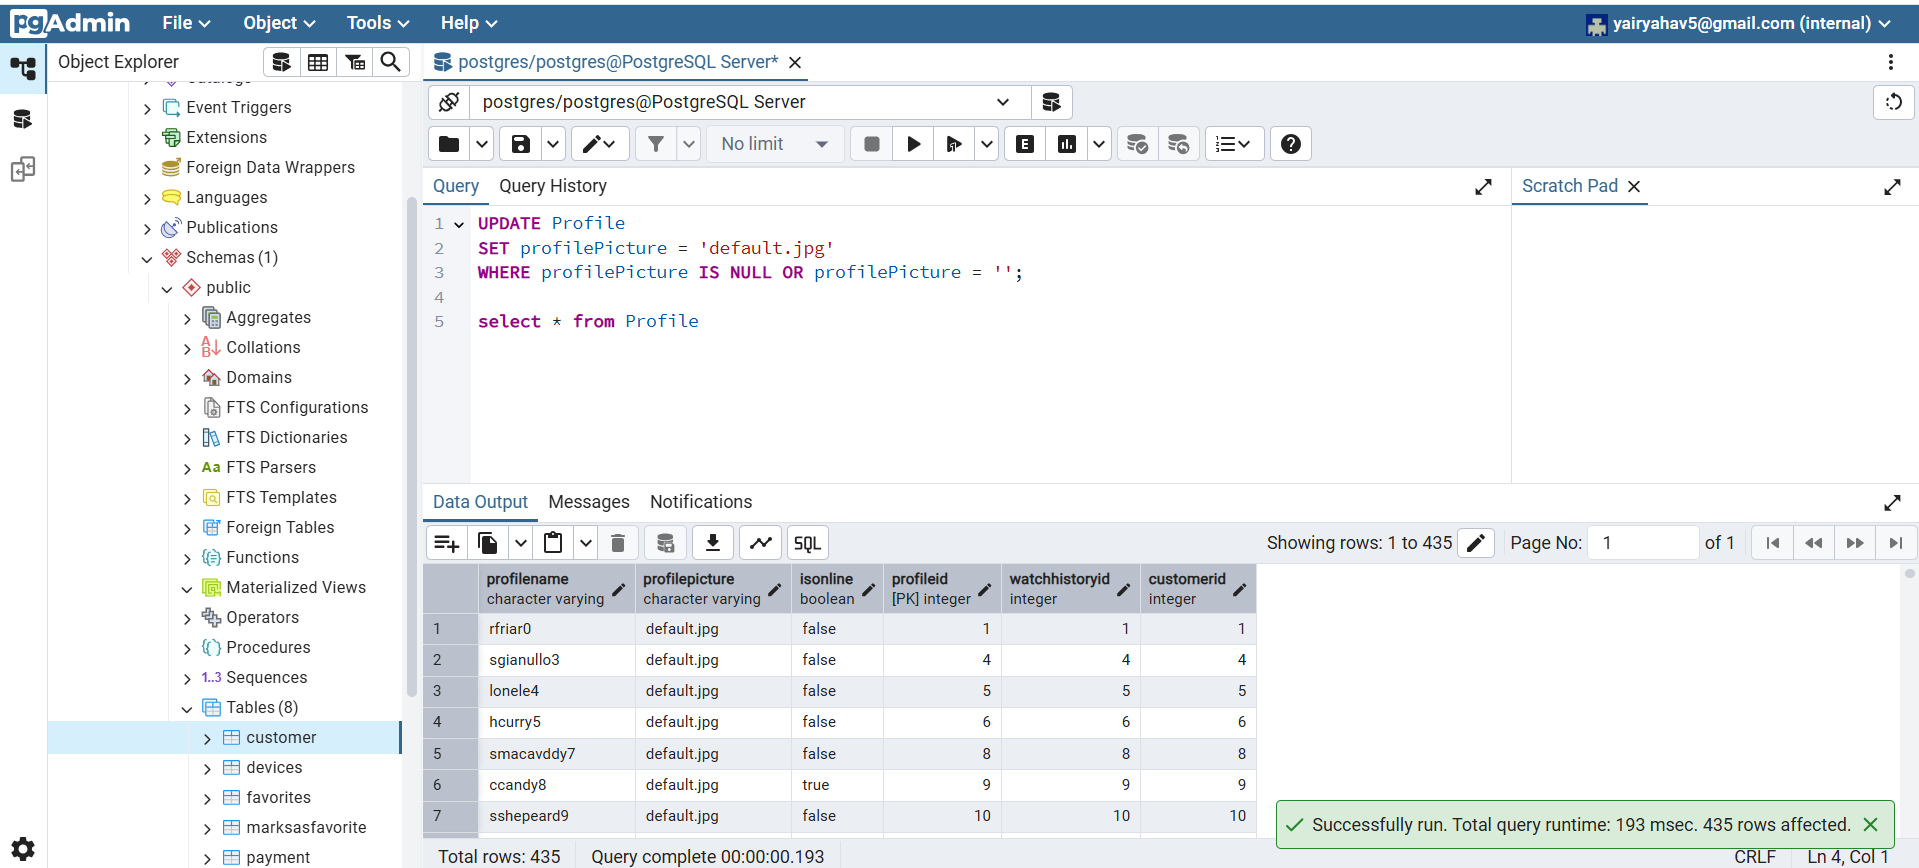 pgAdmin File Object Tools Help yairyahav5@gmail.com (internal)
Object Explorer
postgres/postgres@PostgreSQL Server*
postgres/postgres@PostgreSQL Server
No limit
E
Query Query History
Scratch Pad
Catalogs
Event Triggers
Extensions
Foreign Data Wrappers
Languages
Publications
Schemas (1)
public
Aggregates
Collations
Domains
FTS Configurations
FTS Dictionaries
Aa FTS Parsers
FTS Templates
Foreign Tables
Functions
Materialized Views
Operators
Procedures
1..3 Sequences
Tables (8)
customer
devices
favorites
marksasfavorite
payment
1 UPDATE Profile
2 SET profilePicture = 'default.jpg'
3 WHERE profilePicture IS NULL OR profilePicture = '';
4
5 select * from Profile
Data Output Messages Notifications
SQL Showing rows: 1 to 435 Page No: 1 of 1
profilename profilepicture isonline profileid watchhistoryid customerid
character varying character varying boolean [PK] integer integer integer
1 rfriar0 default.jpg false 1 1 1
2 sgianullo3 default.jpg false 4 4 4
3 lonele4 default.jpg false 5 5 5
4 hcurry5 default.jpg false 6 6 6
5 smacavddy7 default.jpg false 8 8 8
6 ccandy8 default.jpg true 9 9 9
7 sshepeard9 default.jpg false 10 10 10
Successfully run. Total query runtime: 193 msec. 435 rows affected.
Total rows: 435 Query complete 00:00:00.193 CRLF Ln 4, Col 1